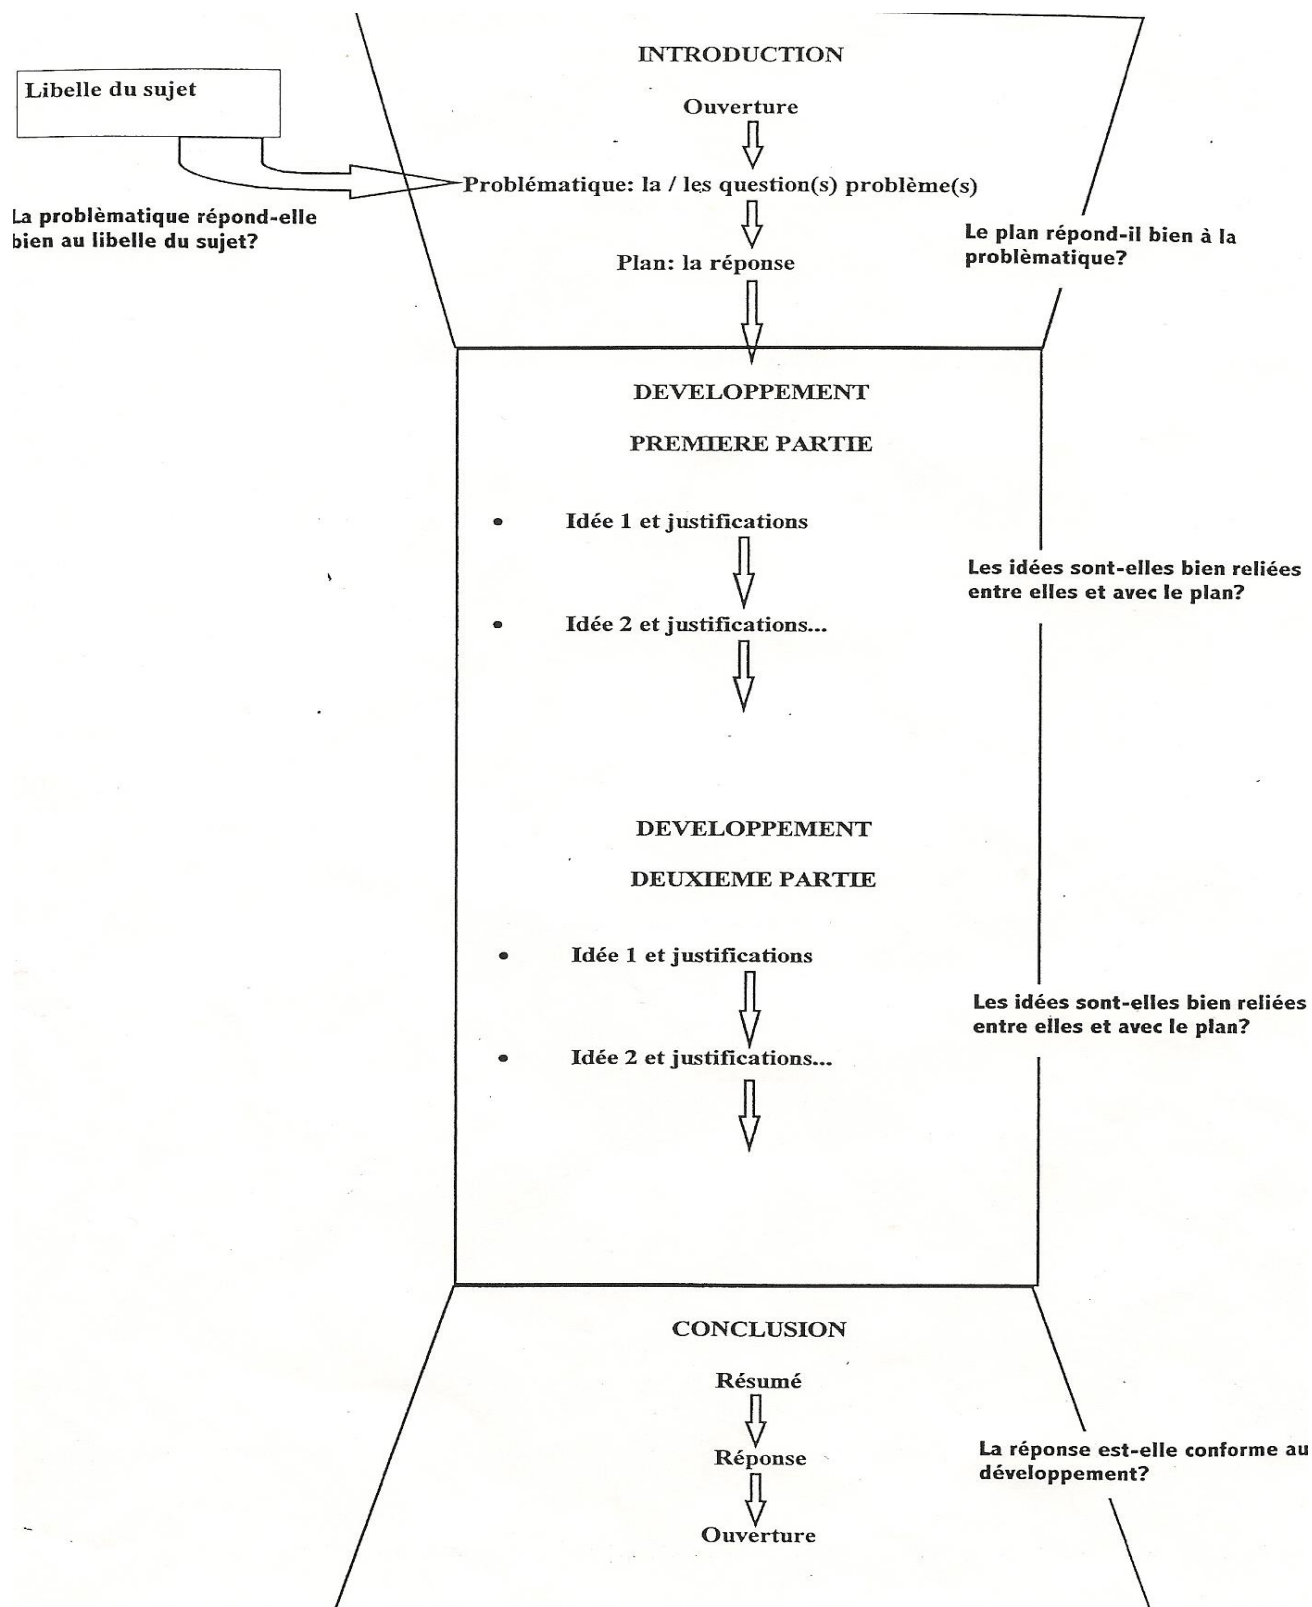 INTRODUCTION
Libelle du sujet
Ouverture
Problématique: la / les question(s) problème(s)
La problèmatique répond-elle
bien au libelle du sujet?
Le plan répond-il bien à la
problèmatique?
Plan: la réponse
DEVELOPPEMENT
PREMIERE PARTIE
• Idée 1 et justifications
Les idées sont-elles bien reliées
entre elles et avec le plan?
• Idée 2 et justifications...
DEVELOPPEMENT
DEUXIEME PARTIE
• Idée 1 et justifications
Les idées sont-elles bien reliées
entre elles et avec le plan?
• Idée 2 et justifications...
CONCLUSION
Résumé
Réponse
La réponse est-elle conforme au
développement?
Ouverture